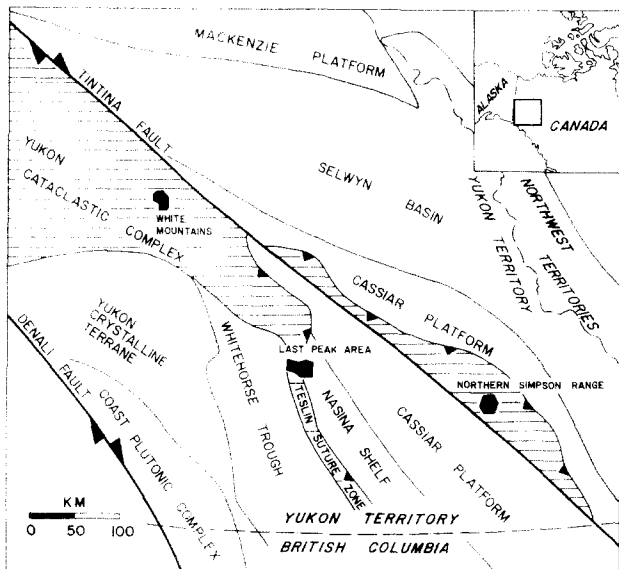 MACKENZIE PLATFORM
ALASKA
CANADA
TINTINA FAULT
YUKON
CATACLASTIC COMPLEX
WHITE
MOUNTAINS
SELWYN BASIN
YUKON TERRITORY
NORTHWEST TERRITORIES
CASSIAR PLATFORM
YUKON
CRYSTALLINE
TERRANE
DENALI FAULT
COAST PLUTONIC COMPLEX
WHITEHORSE TROUGH
LAST PEAK AREA
TESLIN SUTURE ZONE
NASINA SHELF
CASSIAR PLATFORM
NORTHERN SIMPSON RANGE
KM
0 50 100
YUKON TERRITORY
BRITISH COLUMBIA